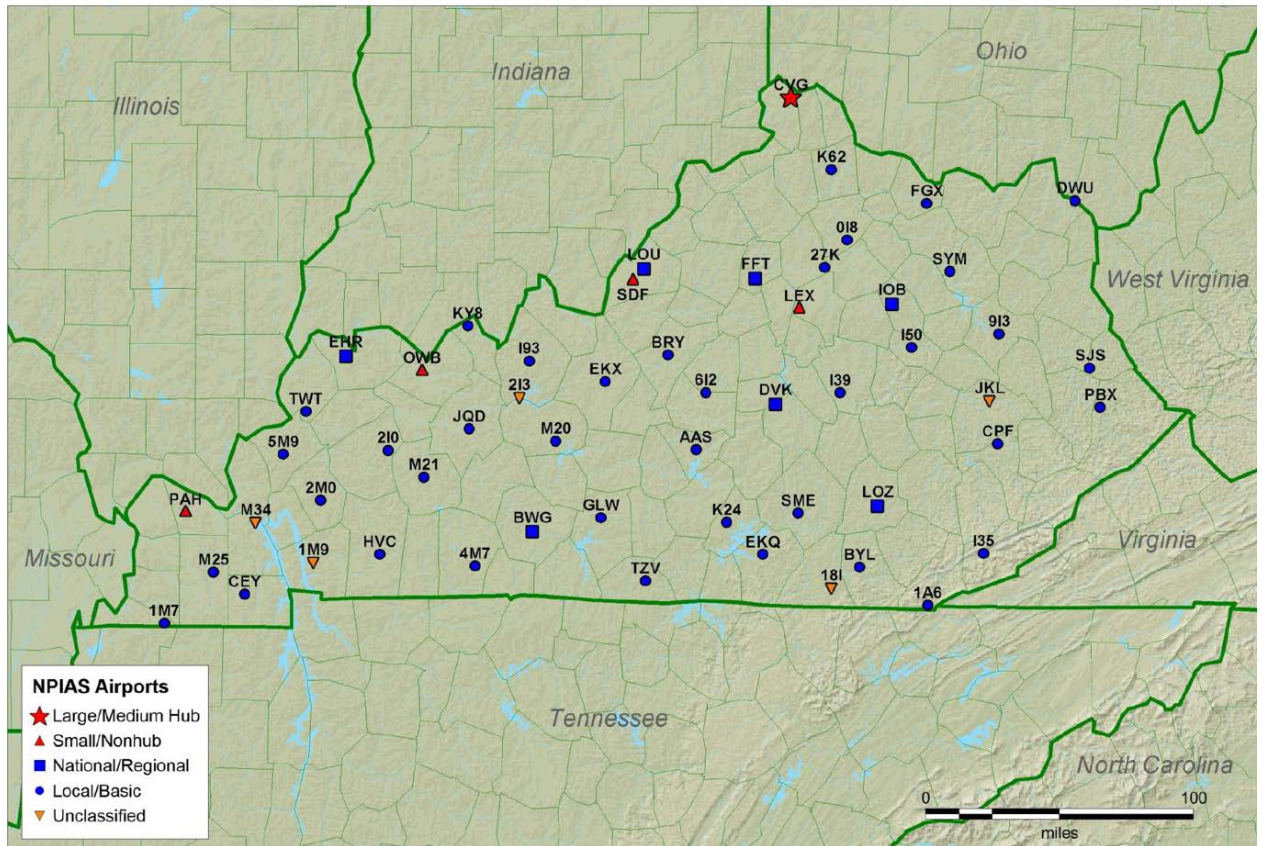 Ohio
Indiana
Illinois
CVG
K62
FGX
DWU
0I8
LOU
FFT
27K
SYM
West Virginia
SDF
LEX
IOB
KY8
9I3
EHR
I93
BRY
I50
OWB
SJS
2I3
EKX
6I2
DVK
I39
JKL
PBX
TWT
JQD
M20
AAS
CPF
5M9
2I0
M21
PAH
M34
2M0
GLW
K24
SME
LOZ
BWG
Missouri
1M9
HVC
4M7
EKQ
I35
Virginia
M25
CEY
TZV
18I
BYL
1M7
1A6
NPIAS Airports
Large/Medium Hub
Small/Nonhub
National/Regional
Local/Basic
Unclassified
Tennessee
North Carolina
0 100
miles